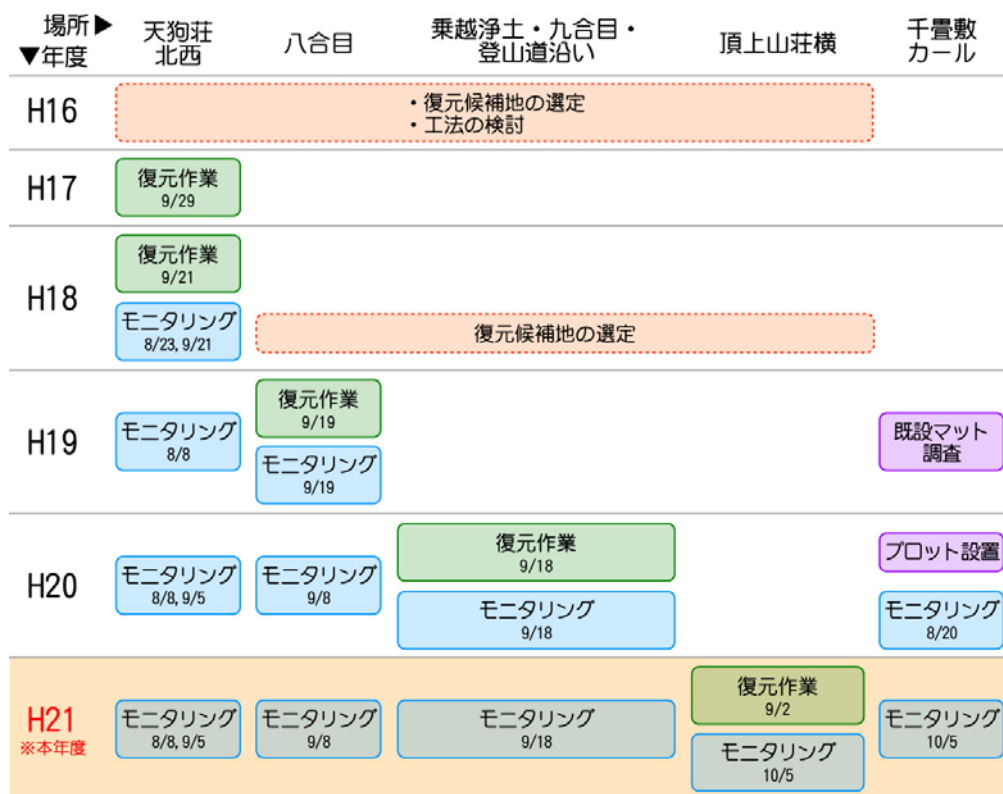 場所▶
▼年度
天狗荘
北西
八合目
乗越浄土・九合目・
登山道沿い
頂上山荘横
千畳敷
カール
H16
・復元候補地の選定
・工法の検討
H17
復元作業
9/29
H18
復元作業
9/21
モニタリング
8/23, 9/21
復元候補地の選定
H19
モニタリング
8/8
復元作業
9/19
モニタリング
9/19
既設マット
調査
H20
モニタリング
8/8, 9/5
モニタリング
9/8
復元作業
9/18
モニタリング
9/18
プロット設置
モニタリング
8/20
H21
※本年度
モニタリング
8/8, 9/5
モニタリング
9/8
モニタリング
9/18
復元作業
9/2
モニタリング
10/5
モニタリング
10/5